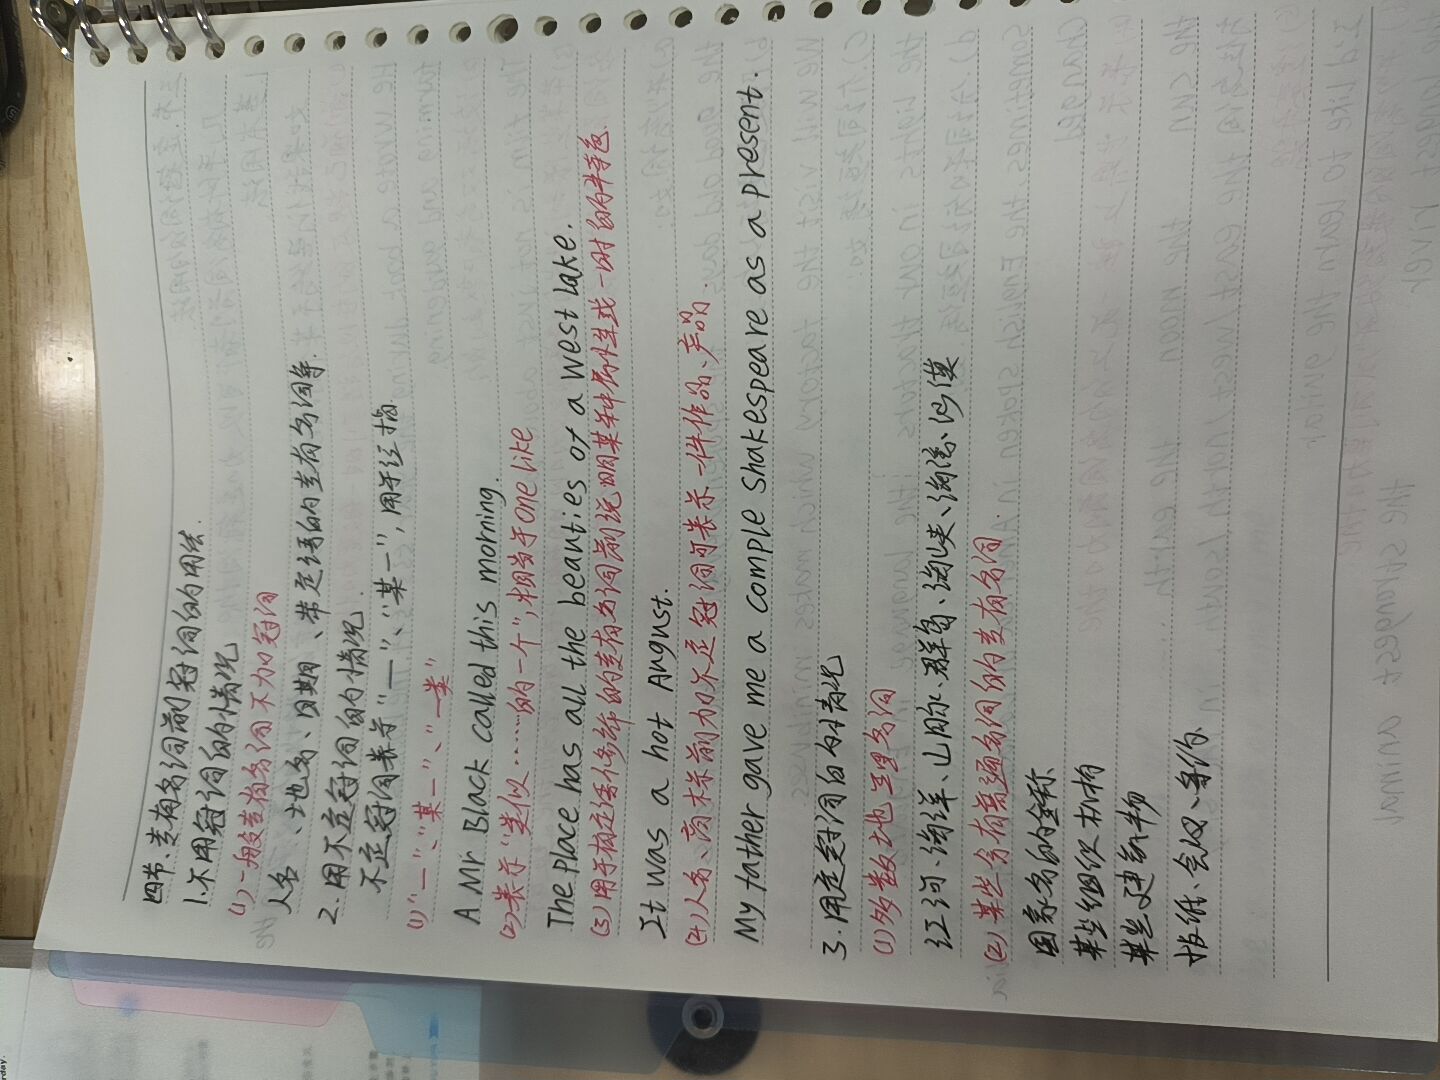 四节、专有名词前冠词的用法.
1.不用冠词的情况
(1)一般专有名词不加冠词
人名、土地名、日期、带定语的专有名词等.
2.用不定冠词的情况.
不定冠词表示“一”、“某一”,用于泛指
(1)“一”、“某一”、“一类”
A Mr Black called this morning.
(2)表示“类似……的一个”,相当于one like
The place has all the beauties of a west Lake.
(3)用于有定语修饰的专有名词前说明某种属性或一时的特色.
It was a hot August.
(4)人名、商标前加不定冠词可表示一件作品、产品.
My father gave me a comple shakespeare as a present.
3.用定冠词的情况
(1)多数地理名词
江河、海洋、山脉、群岛、海峡、海湾、沙漠
(2)某些含有普通名词的专有名词.
国家名的全称
某些组织机构
某些建筑物
报纸、会议、条约.